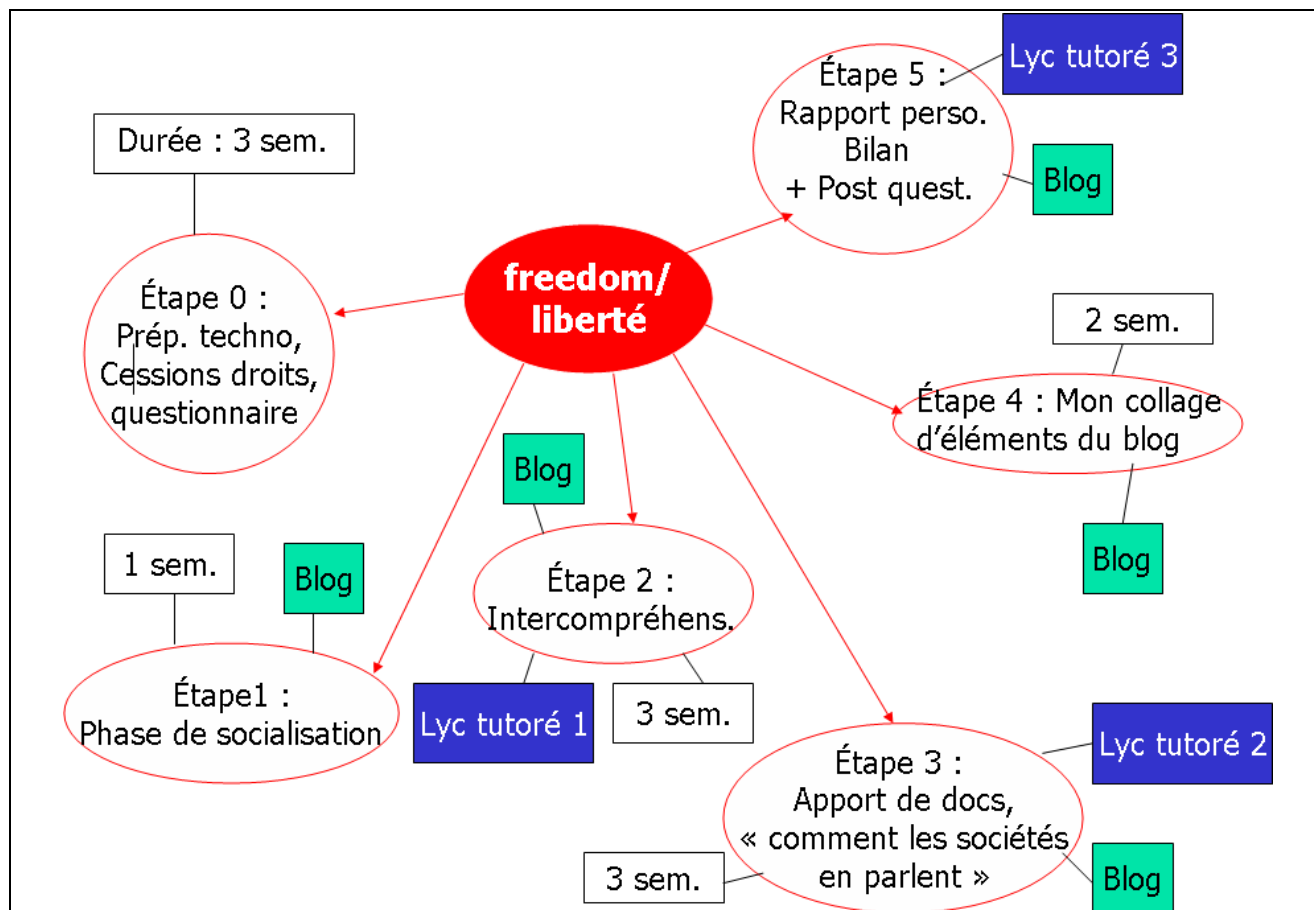 freedom/
liberté
Durée : 3 sem.
Étape 0 :
Prép. techno,
Cessions droits,
questionnaire
1 sem.
Blog
Étape1 :
Phase de socialisation
Blog
Étape 2 :
Intercompréhens.
Lyc tutoré 1
3 sem.
Étape 3 :
Apport de docs,
« comment les sociétés
en parlent »
Lyc tutoré 2
3 sem.
Blog
2 sem.
Étape 4 : Mon collage
d’éléments du blog
Blog
Étape 5 :
Rapport perso.
Bilan
+ Post quest.
Lyc tutoré 3
Blog